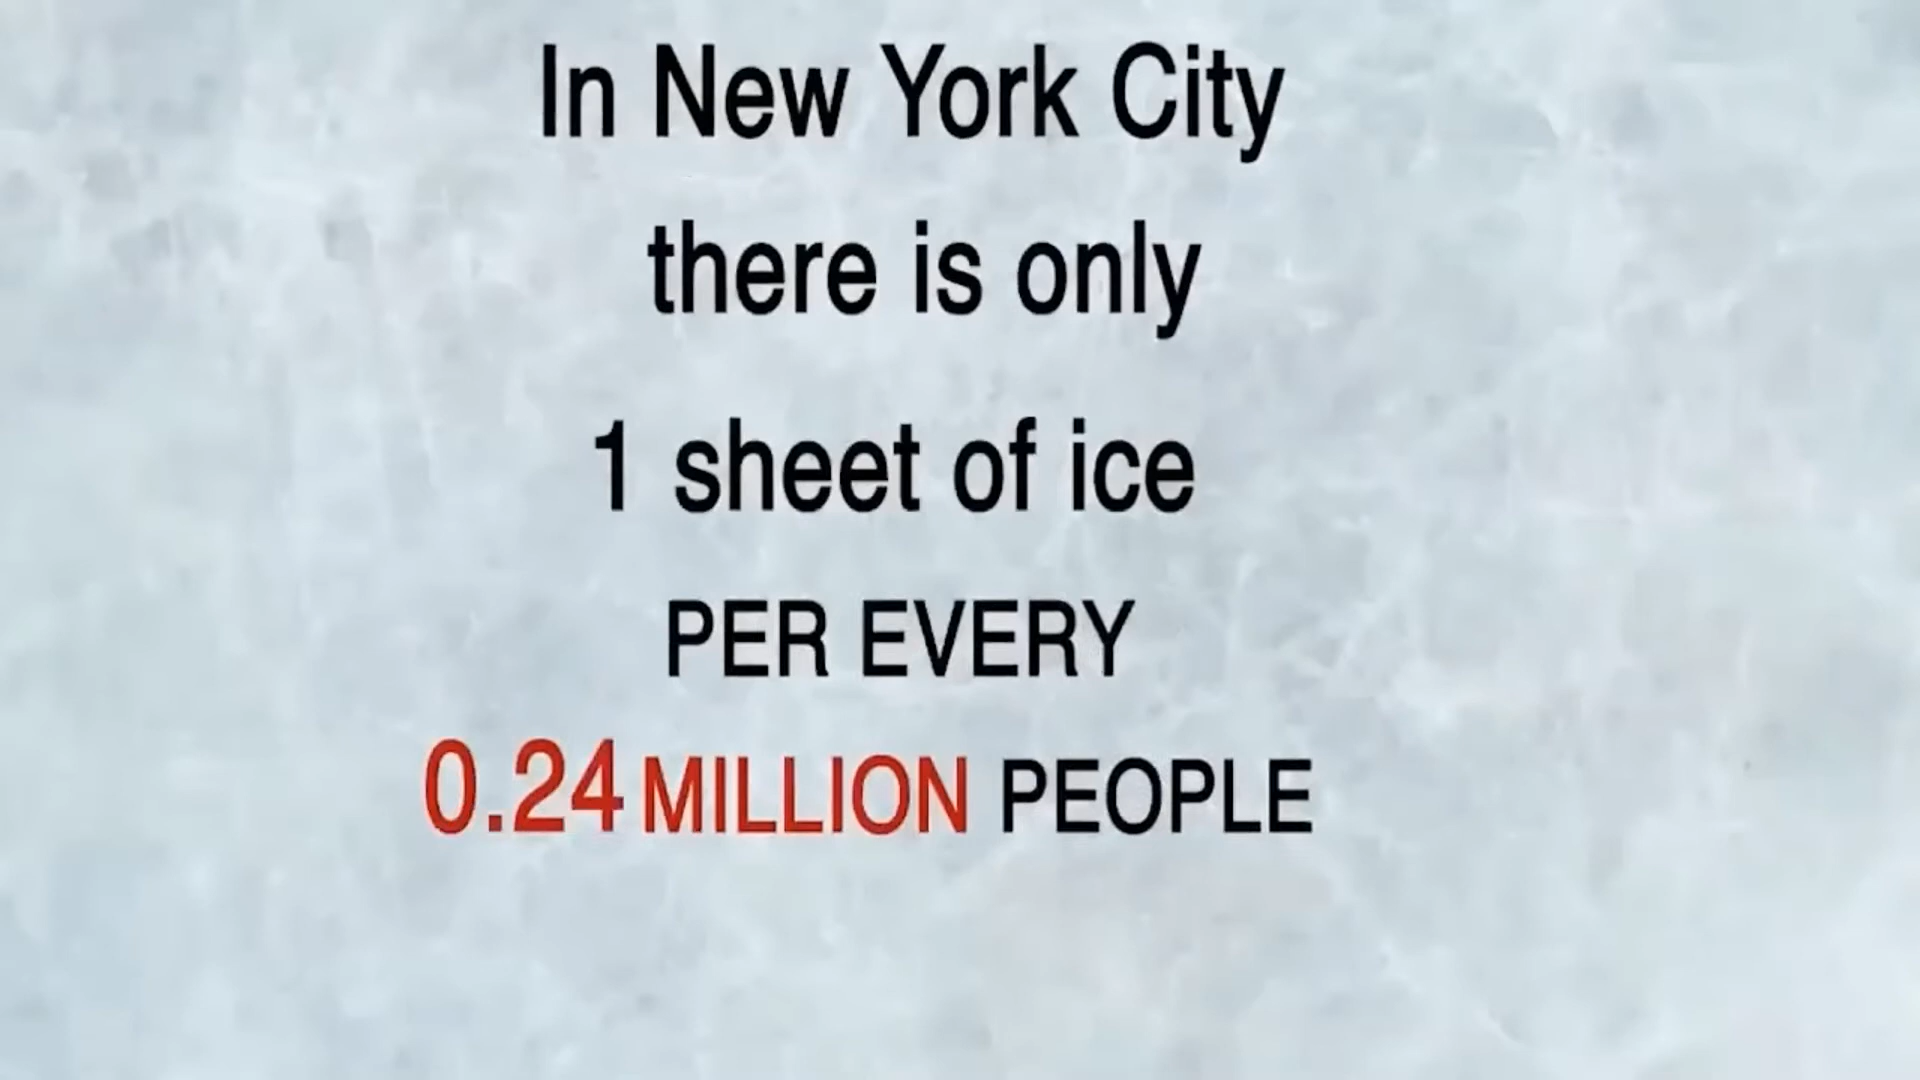 In New York City
there is only
1 sheet of ice
PER EVERY
0.24 MILLION PEOPLE